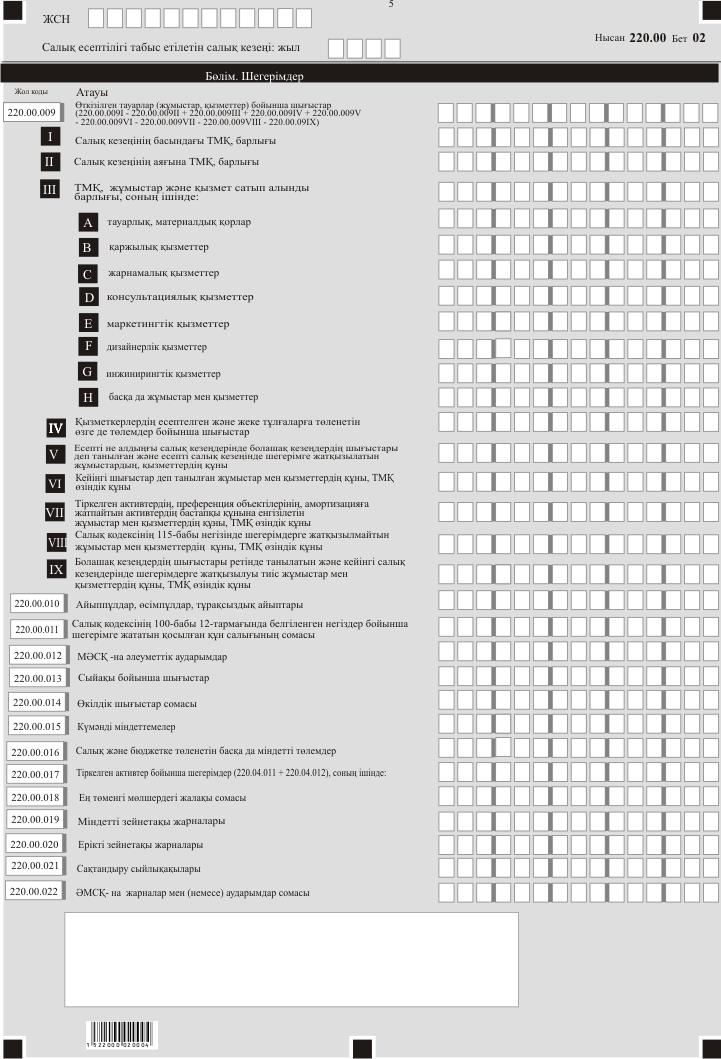 5
ЖСН
Салық есептілігі табыс етілетін салық кезеңі: жыл
Нысан 220.00 Бет 02
Бөлім. Шегерімдер
Жол коды Атауы
220.00.009 Өткізілген тауарлар (жұмыстар, қызметтер) бойынша шығыстар
(220.00.009I - 220.00.009II + 220.00.009III + 220.00.009IV + 220.00.009V
- 220.00.009VI - 220.00.009VII - 220.00.009VIII - 220.00.09IX)
I Салық кезеңінің басындағы ТМҚ, барлығы
II Салық кезеңінің аяғына ТМҚ, барлығы
III ТМҚ, жұмыстар және қызмет сатып алынды
барлығы, соның ішінде:
A тауарлық, материалдық қорлар
B қаржылық қызметтер
C жарнамалық қызметтер
D консультациялық қызметтер
E маркетингтік қызметтер
F дизайнерлік қызметтер
G инжинирингтік қызметтер
H басқа да жұмыстар мен қызметтер
IV Қызметкерлердің есептелген және жеке тұлғаларға төленетін
өзге де төлемдер бойынша шығыстар
V Есепті не алдыңғы салық кезеңдерінде болашақ кезеңдердің шығыстары
деп танылған және есепті салық кезеңінде шегерімге жатқызылатын
жұмыстардың, қызметтердің құны
VI Кейінгі шығыстар деп танылған жұмыстар мен қызметтердің құны, ТМҚ
өзіндік құны
VII Тіркелген активтердің, преференция объектілерінің, амортизацияға
жатпайтын активтердің бастапқы құнына енгізілетін
жұмыстар мен қызметтердің құны, ТМҚ өзіндік құны
VIII Салық кодексінің 115-бабы негізінде шегерімдерге жатқызылмайтын
жұмыстар мен қызметтердің құны, ТМҚ өзіндік құны
IX Болашақ кезеңдердің шығыстары ретінде танылатын және кейінгі салық
кезеңдерінде шегерімдерге жатқызылуы тиіс жұмыстар мен
қызметтердің құны, ТМҚ өзіндік құны
220.00.010 Айыппұлдар, өсімпұлдар, тұрақсыздық айыптары
220.00.011 Салық кодексінің 100-бабы 12-тармағында белгіленген негіздер бойынша
шегерімге жататын қосылған құн салығының сомасы
220.00.012 МӘСҚ -на әлеуметтік аударымдар
220.00.013 Сыйақы бойынша шығыстар
220.00.014 Өкілдік шығыстар сомасы
220.00.015 Күмәнді міндеттемелер
220.00.016 Салық және бюджетке төленетін басқа да міндетті төлемдер
220.00.017 Тіркелген активтер бойынша шегерімдер (220.04.011 + 220.04.012), соның ішінде:
220.00.018 Ең төменгі мөлшердегі жалақы сомасы
220.00.019 Міндетті зейнетақы жарналары
220.00.020 Ерікті зейнетақы жарналары
220.00.021 Сақтандыру сыйлықақылары
220.00.022 ӘМСҚ- на жарналар мен (немесе) аударымдар сомасы
1522000020004